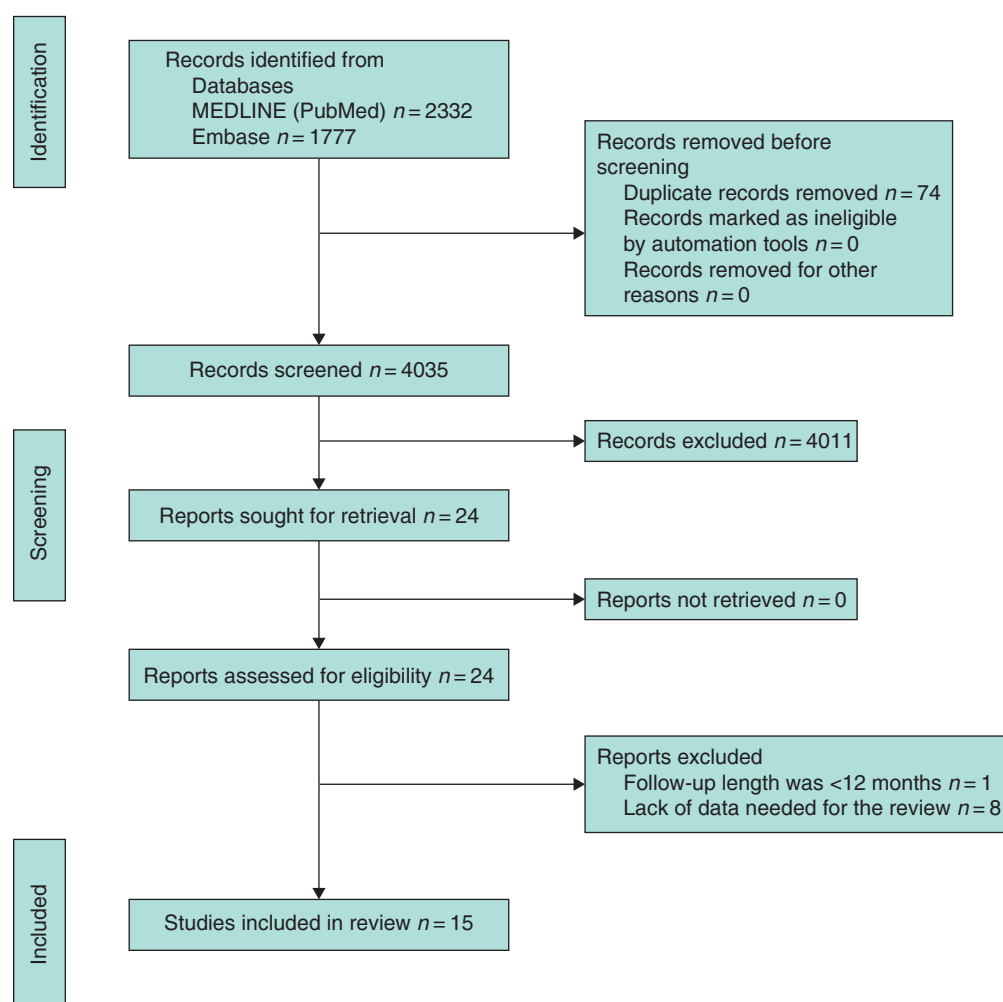 Identification
Records identified from
Databases
MEDLINE (PubMed) n = 2332
Embase n = 1777
Records removed before
screening
Duplicate records removed n = 74
Records marked as ineligible
by automation tools n = 0
Records removed for other
reasons n = 0
Records screened n = 4035
Records excluded n = 4011
Screening
Reports sought for retrieval n = 24
Reports not retrieved n = 0
Reports assessed for eligibility n = 24
Reports excluded
Follow-up length was <12 months n = 1
Lack of data needed for the review n = 8
Included
Studies included in review n = 15